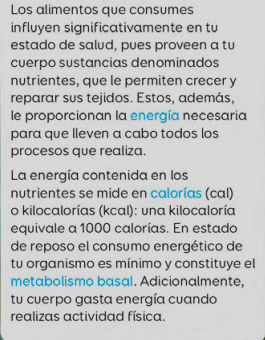 Los alimentos que consumes
influyen significativamente en tu
estado de salud, pues proveen a tu
cuerpo sustancias denominados
nutrientes, que le permiten crecer y
reparar sus tejidos. Estos, además,
le proporcionan la energía necesaria
para que lleven a cabo todos los
procesos que realiza.
La energía contenida en los
nutrientes se mide en calorías (cal)
o kilocalorías (kcal): una kilocaloría
equivale a 1000 calorías. En estado
de reposo el consumo energético de
tu organismo es mínimo y constituye el
metabolismo basal. Adicionalmente,
tu cuerpo gasta energía cuando
realizas actividad física.